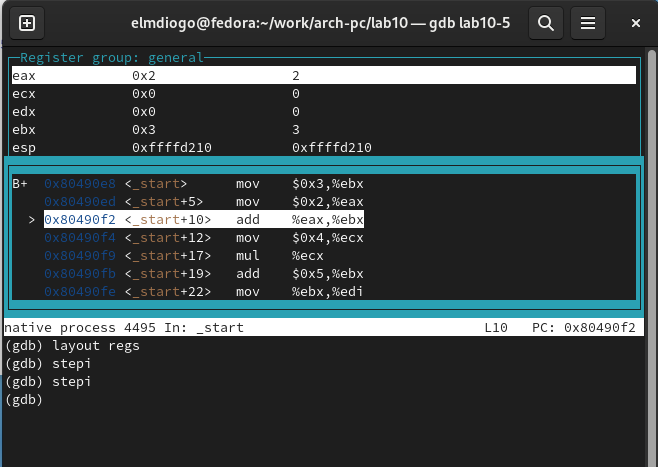 elmdiogo@fedora:~/work/arch-pc/lab10 — gdb lab10-5
Register group: general
eax 0x2 2
ecx 0x0 0
edx 0x0 0
ebx 0x3 3
esp 0xffffd210 0xffffd210
B+ 0x80490e8 <_start> mov $0x3,%ebx
0x80490ed <_start+5> mov $0x2,%eax
> 0x80490f2 <_start+10> add %eax,%ebx
0x80490f4 <_start+12> mov $0x4,%ecx
0x80490f9 <_start+17> mul %ecx
0x80490fb <_start+19> add $0x5,%ebx
0x80490fe <_start+22> mov %ebx,%edi
native process 4495 In: _start L10 PC: 0x80490f2
(gdb) layout regs
(gdb) stepi
(gdb) stepi
(gdb)